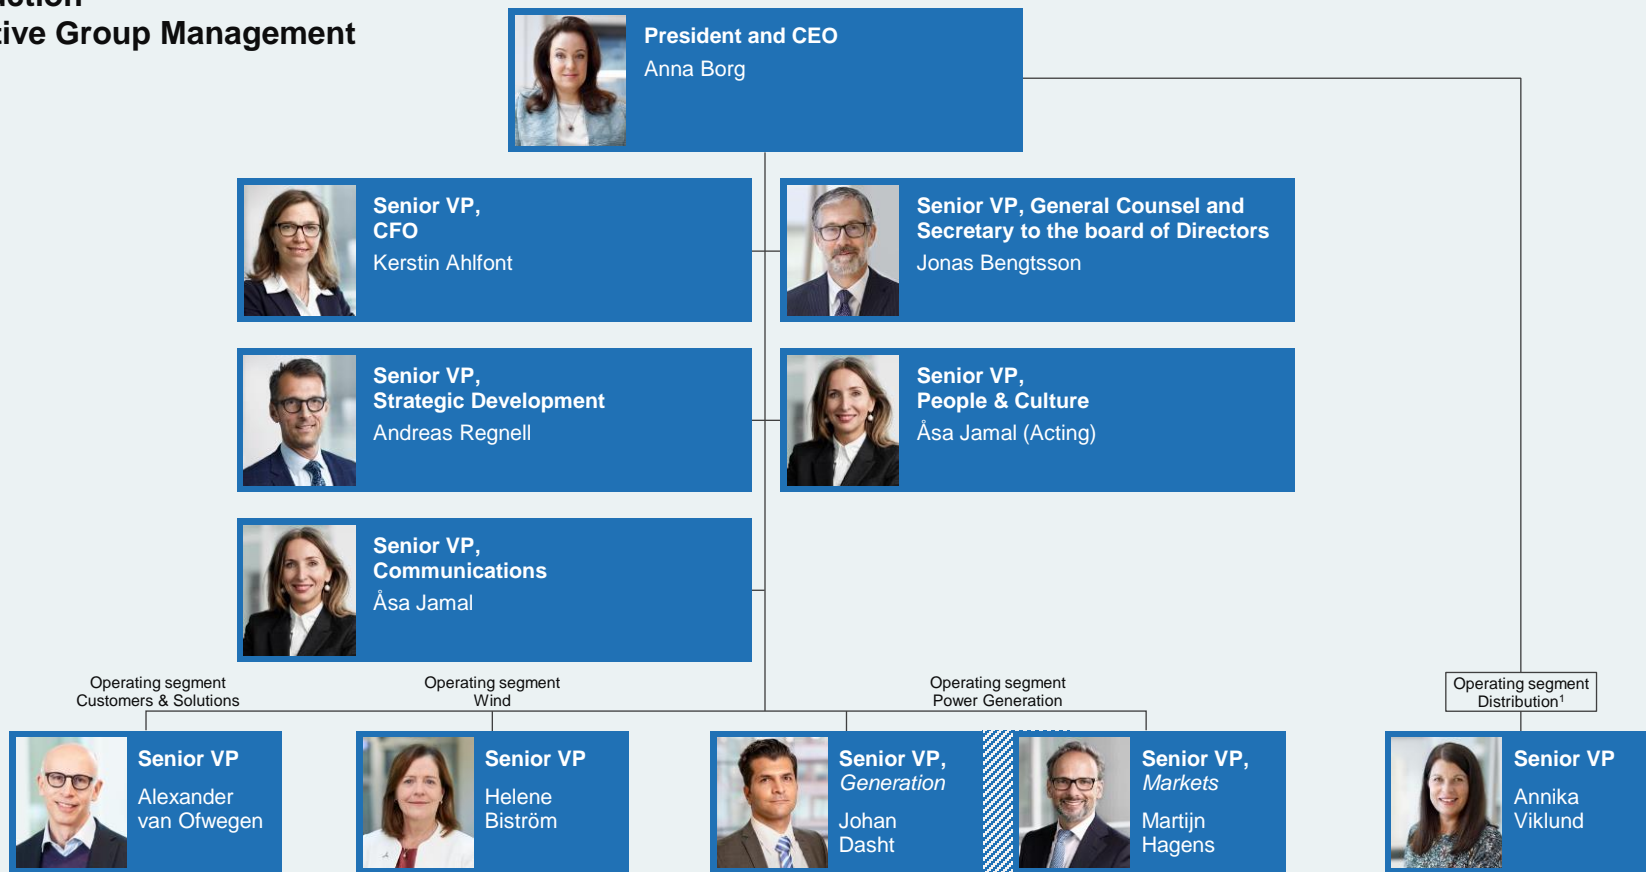 tive Group Management
President and CEO
Anna Borg
Senior VP,
CFO
Kerstin Ahlfont
Senior VP, General Counsel and
Secretary to the board of Directors
Jonas Bengtsson
Senior VP,
Strategic Development
Andreas Regnell
Senior VP,
People & Culture
Åsa Jamal (Acting)
Senior VP,
Communications
Åsa Jamal
Operating segment
Customers & Solutions
Operating segment
Wind
Operating segment
Power Generation
Operating segment
Distribution¹
Senior VP
Alexander
van Ofwegen
Senior VP
Helene
Biström
Senior VP,
Generation
Johan
Dasht
Senior VP,
Markets
Martijn
Hagens
Senior VP
Annika
Viklund